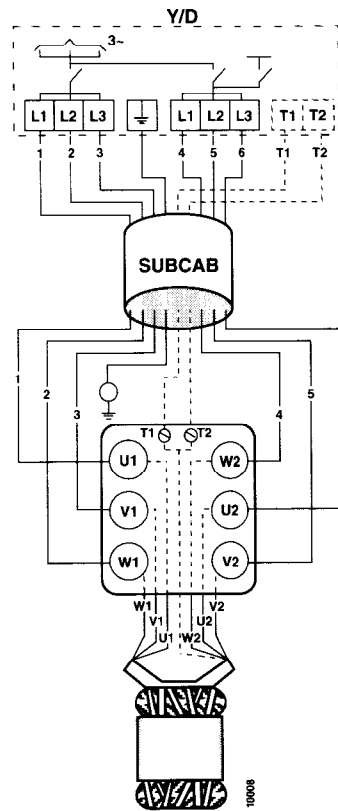 Y/D
3~
L1 L2 L3 L1 L2 L3 T1 T2
1 2 3 4 5 6 T1 T2
SUBCAB
1 2 3 4 5
T1 T2
U1 W2
V1 U2
W1 V2
W1 V2
V1 U2
U1 W2
10008